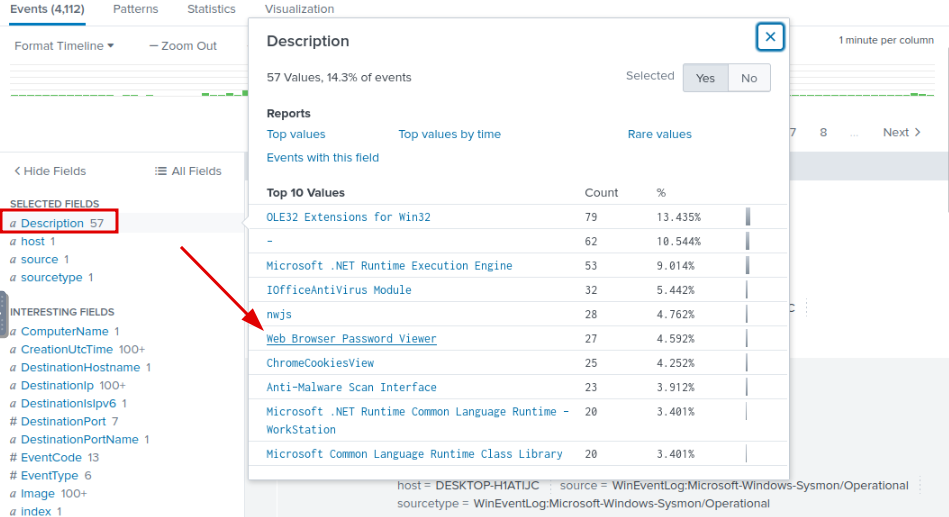 Events (4,112) Patterns Statistics Visualization
Format Timeline — Zoom Out
1 minute per column
Description
57 Values, 14.3% of events
Selected Yes No
Reports
Top values Top values by time Rare values
Events with this field
7 8 ... Next
Hide Fields All Fields
Top 10 Values Count %
SELECTED FIELDS
a Description 57
a host 1
a source 1
a sourcetype 1
OLE32 Extensions for Win32 79 13.435%
- 62 10.544%
Microsoft .NET Runtime Execution Engine 53 9.014%
IOfficeAntiVirus Module 32 5.442%
nwjs 28 4.762%
Web Browser Password Viewer 27 4.592%
ChromeCookiesView 25 4.252%
Anti-Malware Scan Interface 23 3.912%
Microsoft .NET Runtime Common Language Runtime - 20 3.401%
WorkStation
Microsoft Common Language Runtime Class Library 20 3.401%
INTERESTING FIELDS
a ComputerName 1
a CreationUtcTime 100+
a DestinationHostname 1
a DestinationIp 100+
a DestinationIsIpv6 1
# DestinationPort 7
a DestinationPortName 1
# EventCode 13
# EventType 6
a Image 100+
a index 1
C
host = DESKTOP-H1ATIJC source = WinEventLog:Microsoft-Windows-Sysmon/Operational
sourcetype = WinEventLog:Microsoft-Windows-Sysmon/Operational